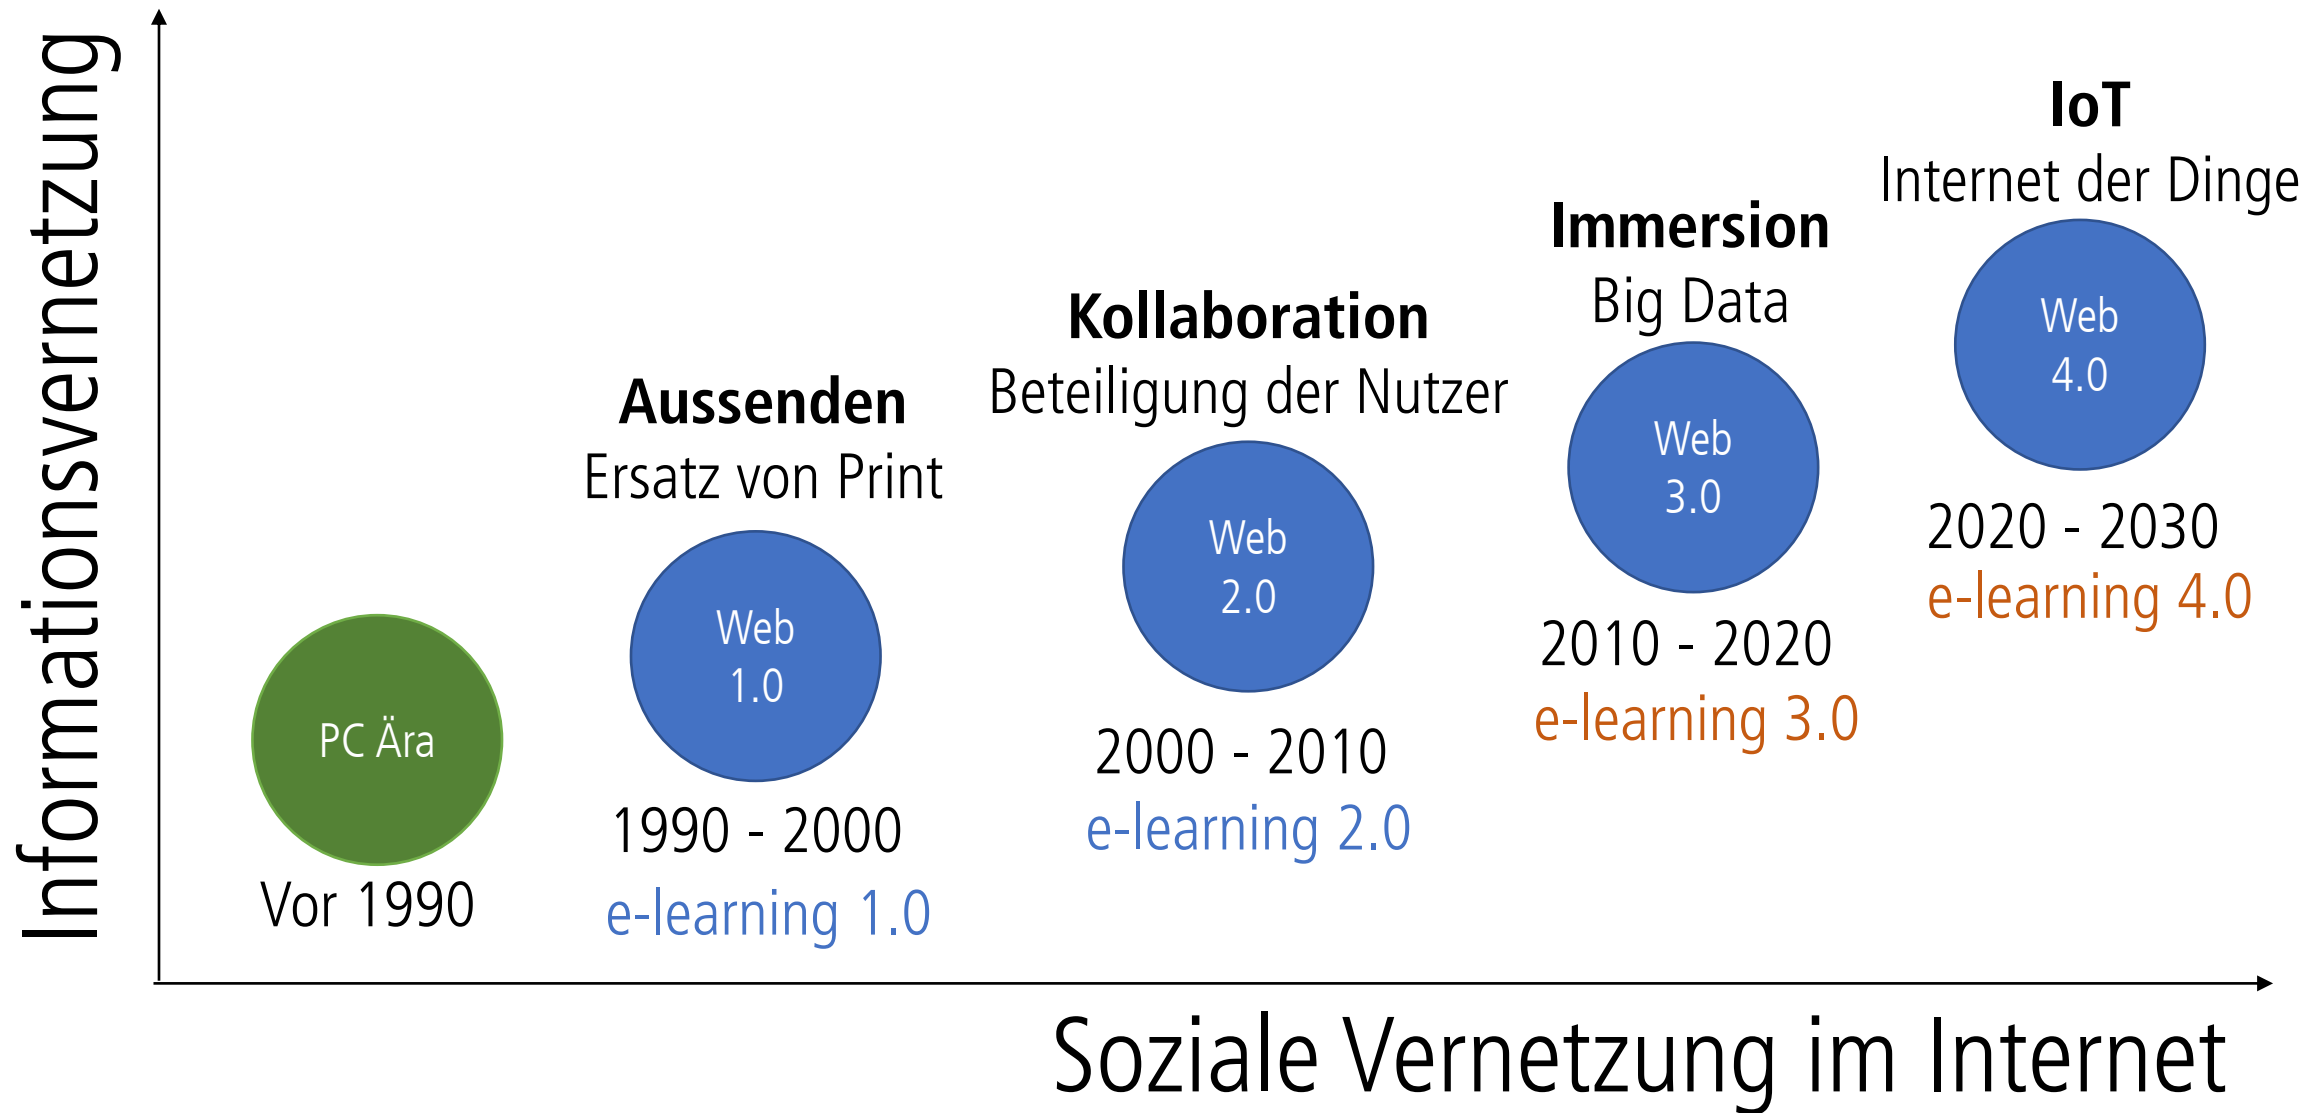 Informationsvernetzung
PC Ära
Vor 1990
Aussenden
Ersatz von Print
Web
1.0
1990 - 2000
e-learning 1.0
Kollaboration
Beteiligung der Nutzer
Web
2.0
2000 - 2010
e-learning 2.0
Immersion
Big Data
Web
3.0
2010 - 2020
e-learning 3.0
IoT
Internet der Dinge
Web
4.0
2020 - 2030
e-learning 4.0
Soziale Vernetzung im Internet